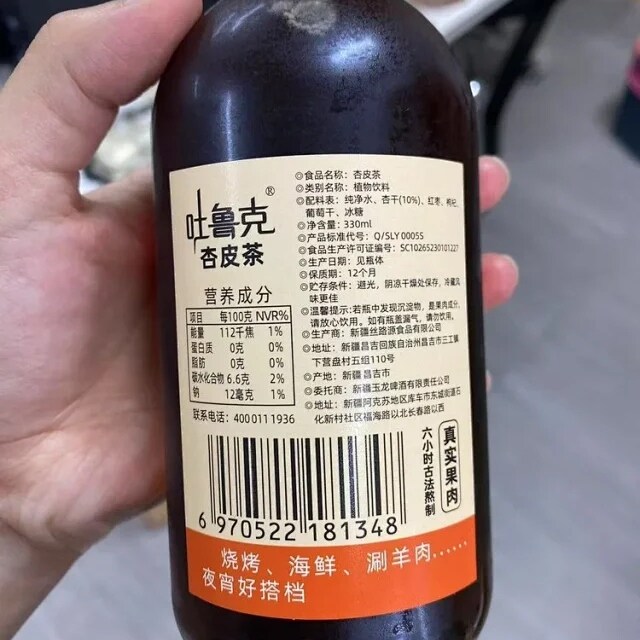 吐鲁克®
杏皮茶
营养成分
项目 每100克 NVR%
能量 112千焦 1%
蛋白质 0克 0%
脂肪 0克 0%
碳水化合物 6.6克 2%
钠 12毫克 1%
联系电话：400 011 1936
◎食品名称：杏皮茶
◎类别名称：植物饮料
◎配料表：纯净水、杏干(10%)、红枣、枸杞、
葡萄干、冰糖
◎净含量：330ml
◎产品标准代号：Q/SLY 0005S
◎食品生产许可证编号：SC10265230101227
◎生产日期：见瓶体
◎保质期：12个月
◎贮存条件：避光，阴凉干燥处保存，冷藏风
味更佳
◎温馨提示：若瓶中发现沉淀物，是果肉成分，
请放心饮用。如有瓶盖漏气，请勿饮用。
◎生产商：新疆丝路源食品有限公司
◎地址：新疆昌吉回族自治州昌吉市三工镇
下营盘村五组110号
◎产地：新疆 昌吉市
◎委托商：新疆玉龙啤酒有限责任公司
◎地址：新疆阿克苏地区库车市东城街道石
化新村社区福海路以北长春路以西
真实果肉
六小时古法熬制
6 970522 181348
烧烤、海鲜、涮羊肉......
夜宵好搭档